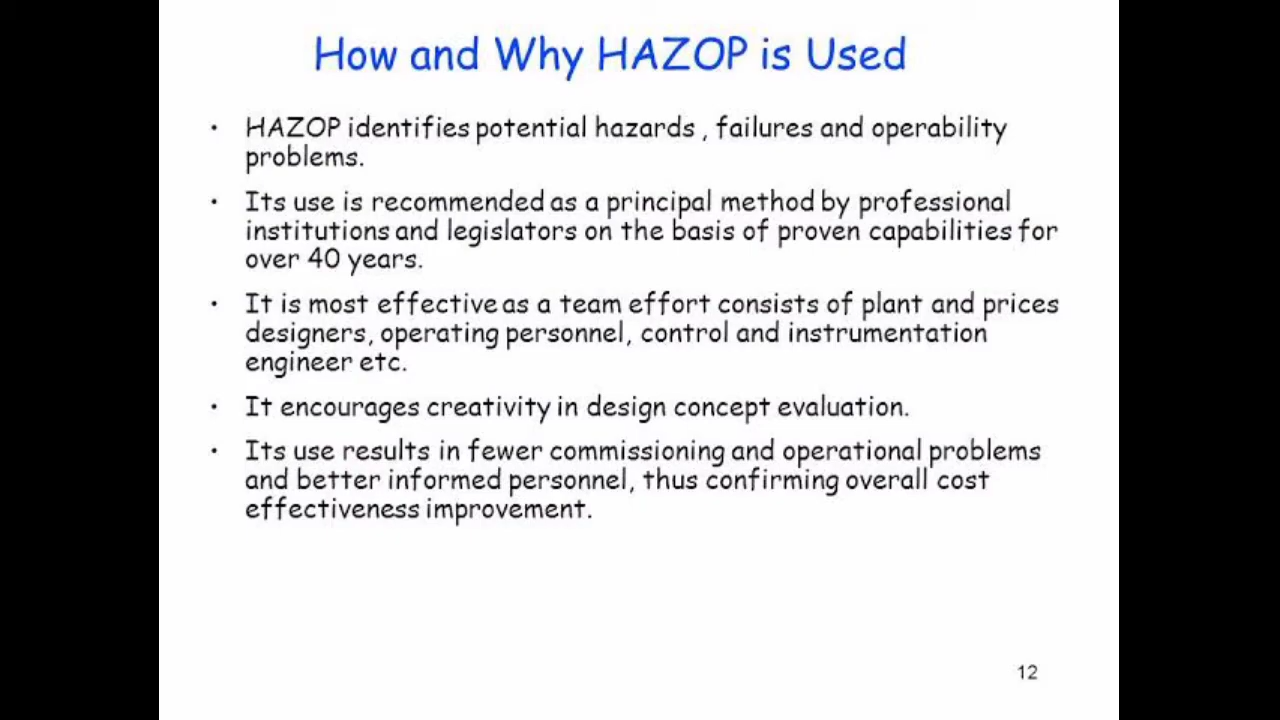 How and Why HAZOP is Used
• HAZOP identifies potential hazards , failures and operability
problems.
• Its use is recommended as a principal method by professional
institutions and legislators on the basis of proven capabilities for
over 40 years.
• It is most effective as a team effort consists of plant and prices
designers, operating personnel, control and instrumentation
engineer etc.
• It encourages creativity in design concept evaluation.
• Its use results in fewer commissioning and operational problems
and better informed personnel, thus confirming overall cost
effectiveness improvement.
12